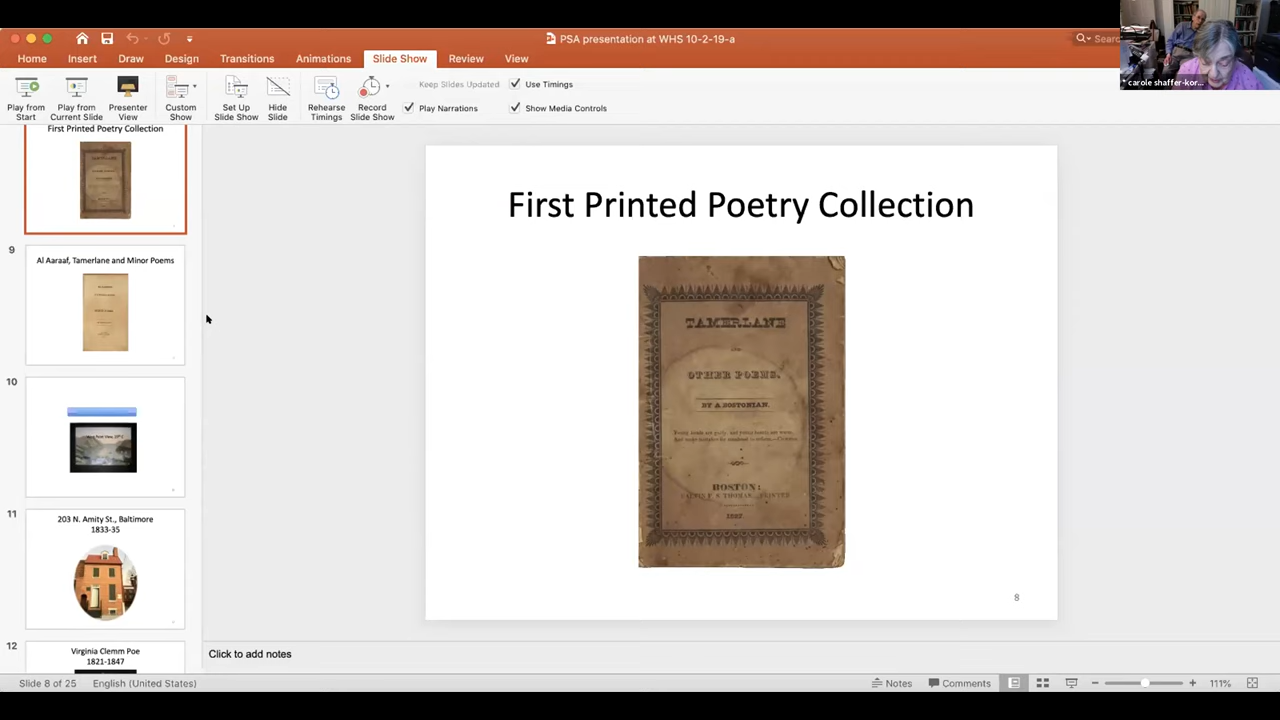 PSA presentation at WHS 10-2-19-a
Home Insert Draw Design Transitions Animations Slide Show Review View
Play from Start
Play from Current Slide
Presenter View
Custom Show
Set Up Slide Show
Hide Slide
Rehearse Timings
Record Slide Show
Keep Slides Updated
Use Timings
Play Narrations
Show Media Controls
* carole shaffer-kor...
First Printed Poetry Collection
9
Al Aaraaf, Tamerlane and Minor Poems
10
11
203 N. Amity St., Baltimore
1833-35
12
Virginia Clemm Poe
1821-1847
First Printed Poetry Collection
TAMERLANE
AND
OTHER POEMS.
BY A BOSTONIAN.
BOSTON:
1827
8
Click to add notes
Slide 8 of 25 English (United States)
Notes Comments 111%